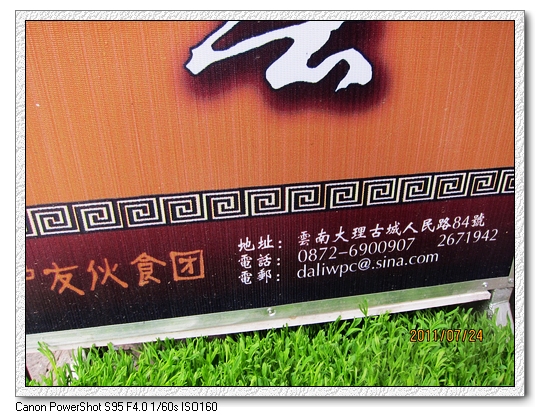 友伙食团
地址： 雲南大理古城人民路84號
電話： 0872-6900907 2671942
電郵： daliwpc@.sina.com
2011/07/24
Canon PowerShot S95 F4.0 1/60s ISO160